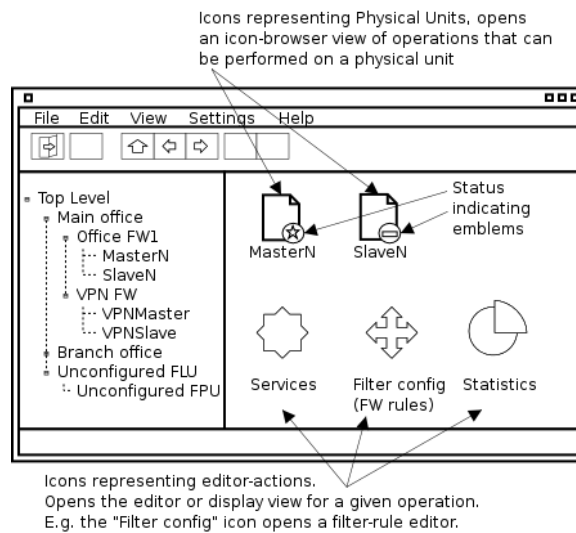 Icons representing Physical Units, opens
an icon-browser view of operations that can
be performed on a physical unit
File Edit View Settings Help
Top Level
Main office
Office FW1
MasterN
SlaveN
VPN FW
VPNMaster
VPNSlave
Branch office
Unconfigured FLU
Unconfigured FPU
Status
indicating
emblems
MasterN SlaveN
Services Filter config Statistics
(FW rules)
Icons representing editor-actions.
Opens the editor or display view for a given operation.
E.g. the "Filter config" icon opens a filter-rule editor.